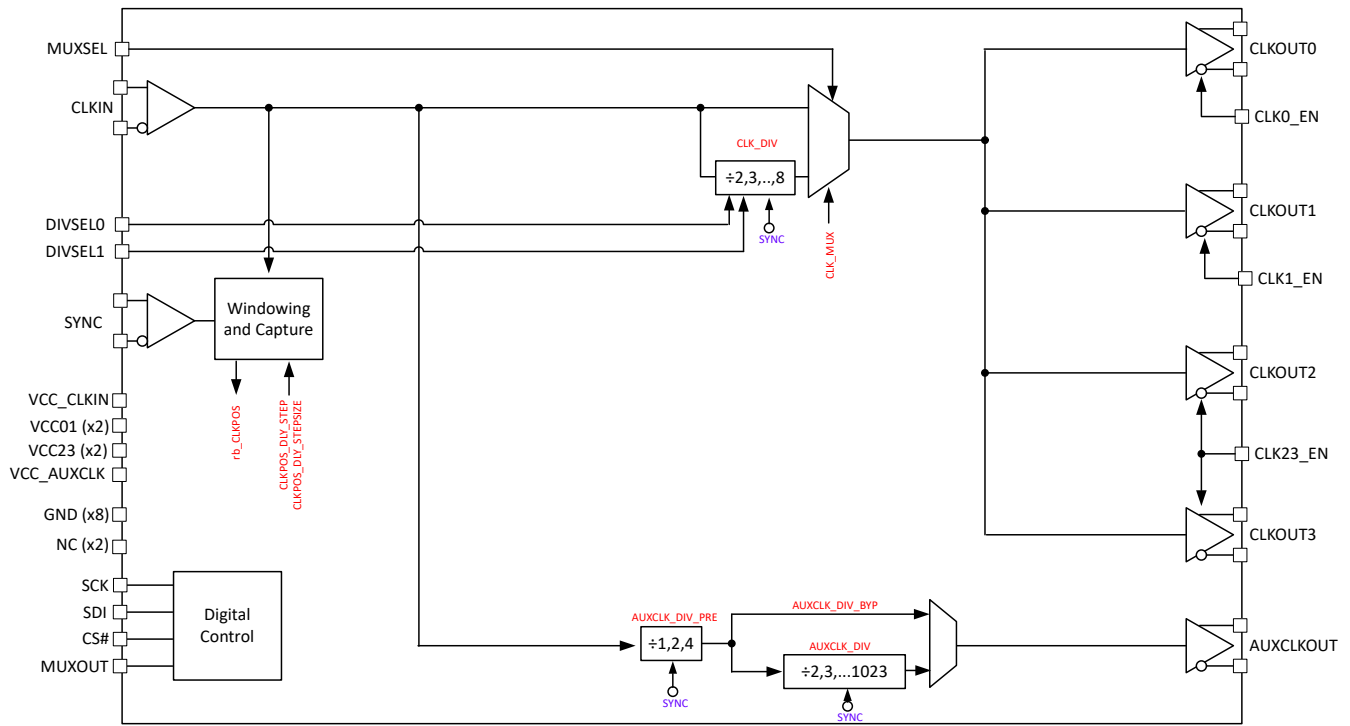 MUXSEL
CLKIN
DIVSEL0
DIVSEL1
SYNC
VCC_CLKIN
VCC01 (x2)
VCC23 (x2)
VCC_AUXCLK
GND (x8)
NC (x2)
SCK
SDI
CS#
MUXOUT
Windowing
and Capture
rb_CLKPOS
CLKPOS_DLY_STEP
CLKPOS_DLY_STEPSIZE
Digital
Control
CLK_DIV
÷2,3,..,8
SYNC
CLK_MUX
AUXCLK_DIV_PRE
÷1,2,4
SYNC
AUXCLK_DIV_BYP
AUXCLK_DIV
÷2,3,...1023
SYNC
CLKOUT0
CLK0_EN
CLKOUT1
CLK1_EN
CLKOUT2
CLK23_EN
CLKOUT3
AUXCLKOUT